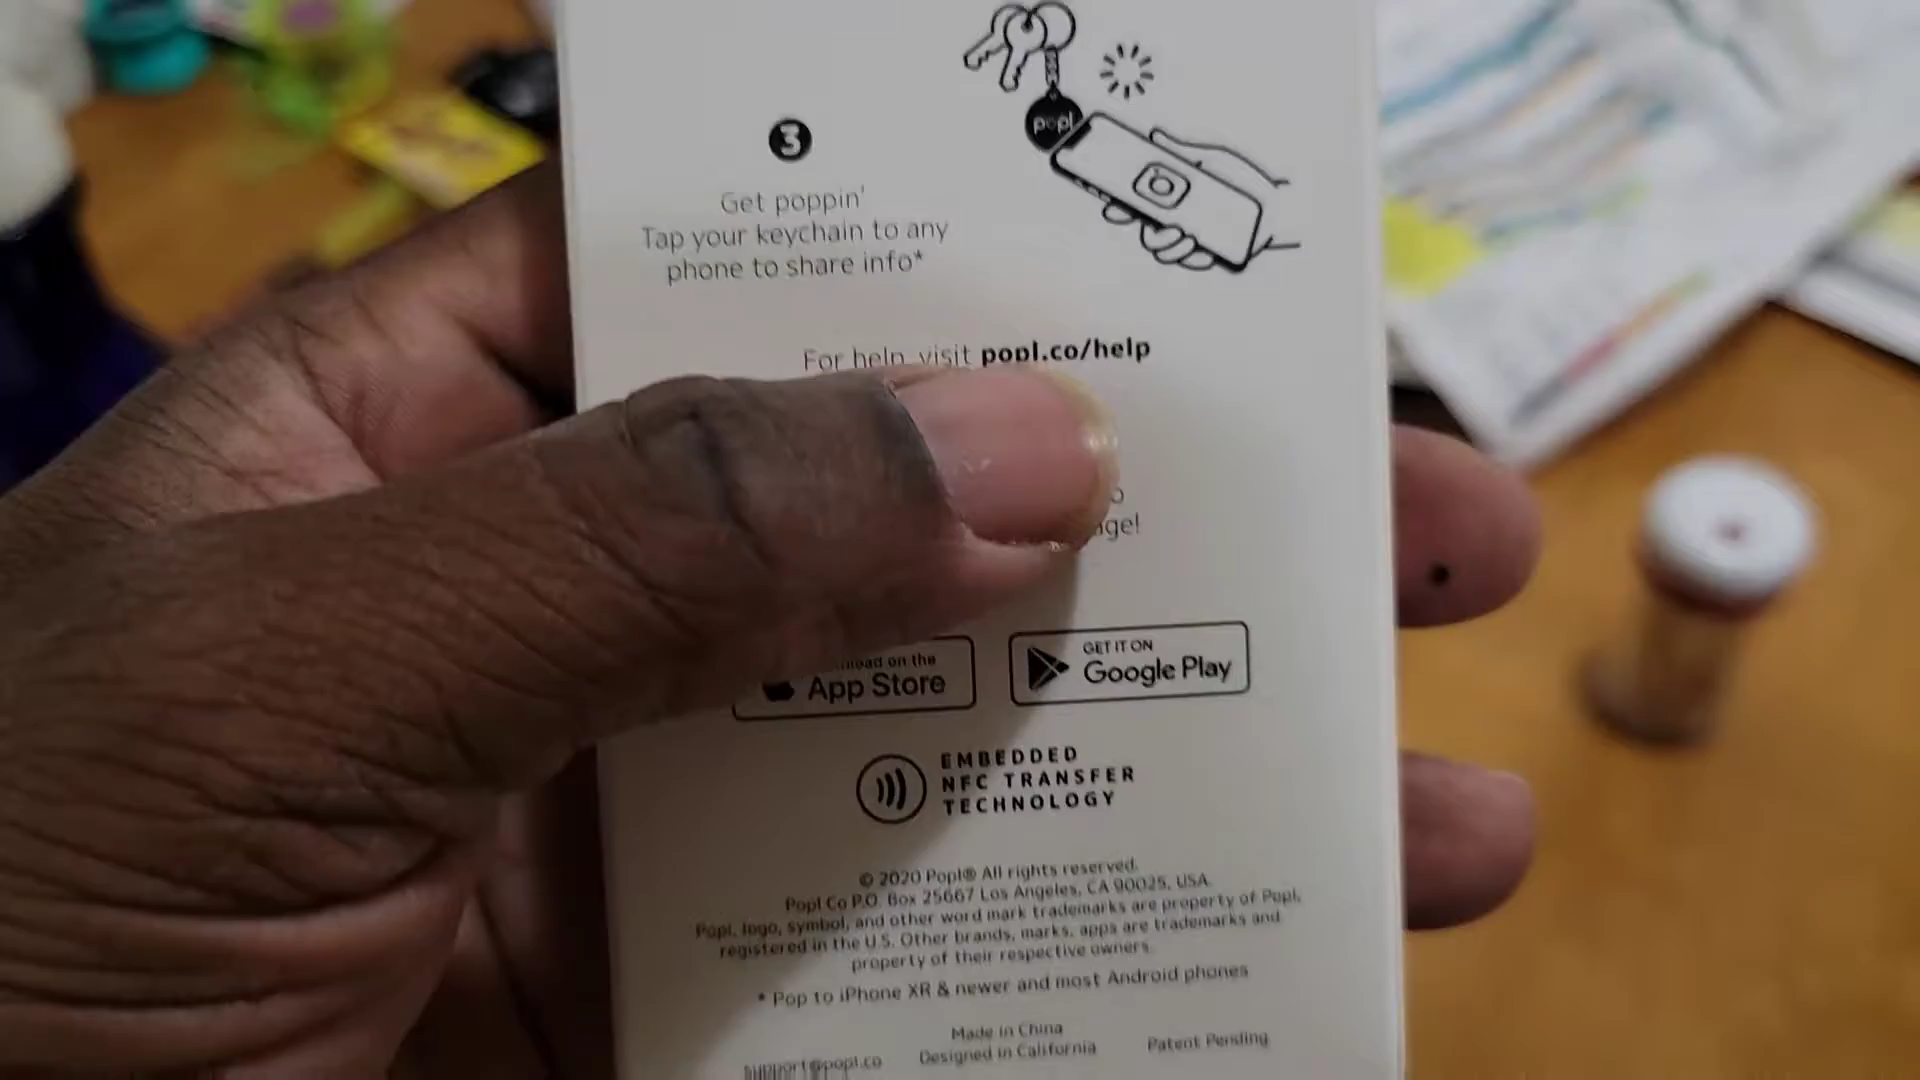 popl
3
Get poppin'
Tap your keychain to any
phone to share info*
For help visit popl.co/help
App Store
on the
GET IT ON
Google Play
EMBEDDED
NFC TRANSFER
TECHNOLOGY
© 2020 Popl® All rights reserved.
Popl Co P.O. Box 25667 Los Angeles, CA 90025, USA.
Popl, logo, symbol, and other word mark trademarks are property of Popl,
registered in the U.S. Other brands, marks, apps are trademarks and
property of their respective owners.
* Pop to iPhone XR & newer and most Android phones
Made in China
support@popl.co Designed in California Patent Pending